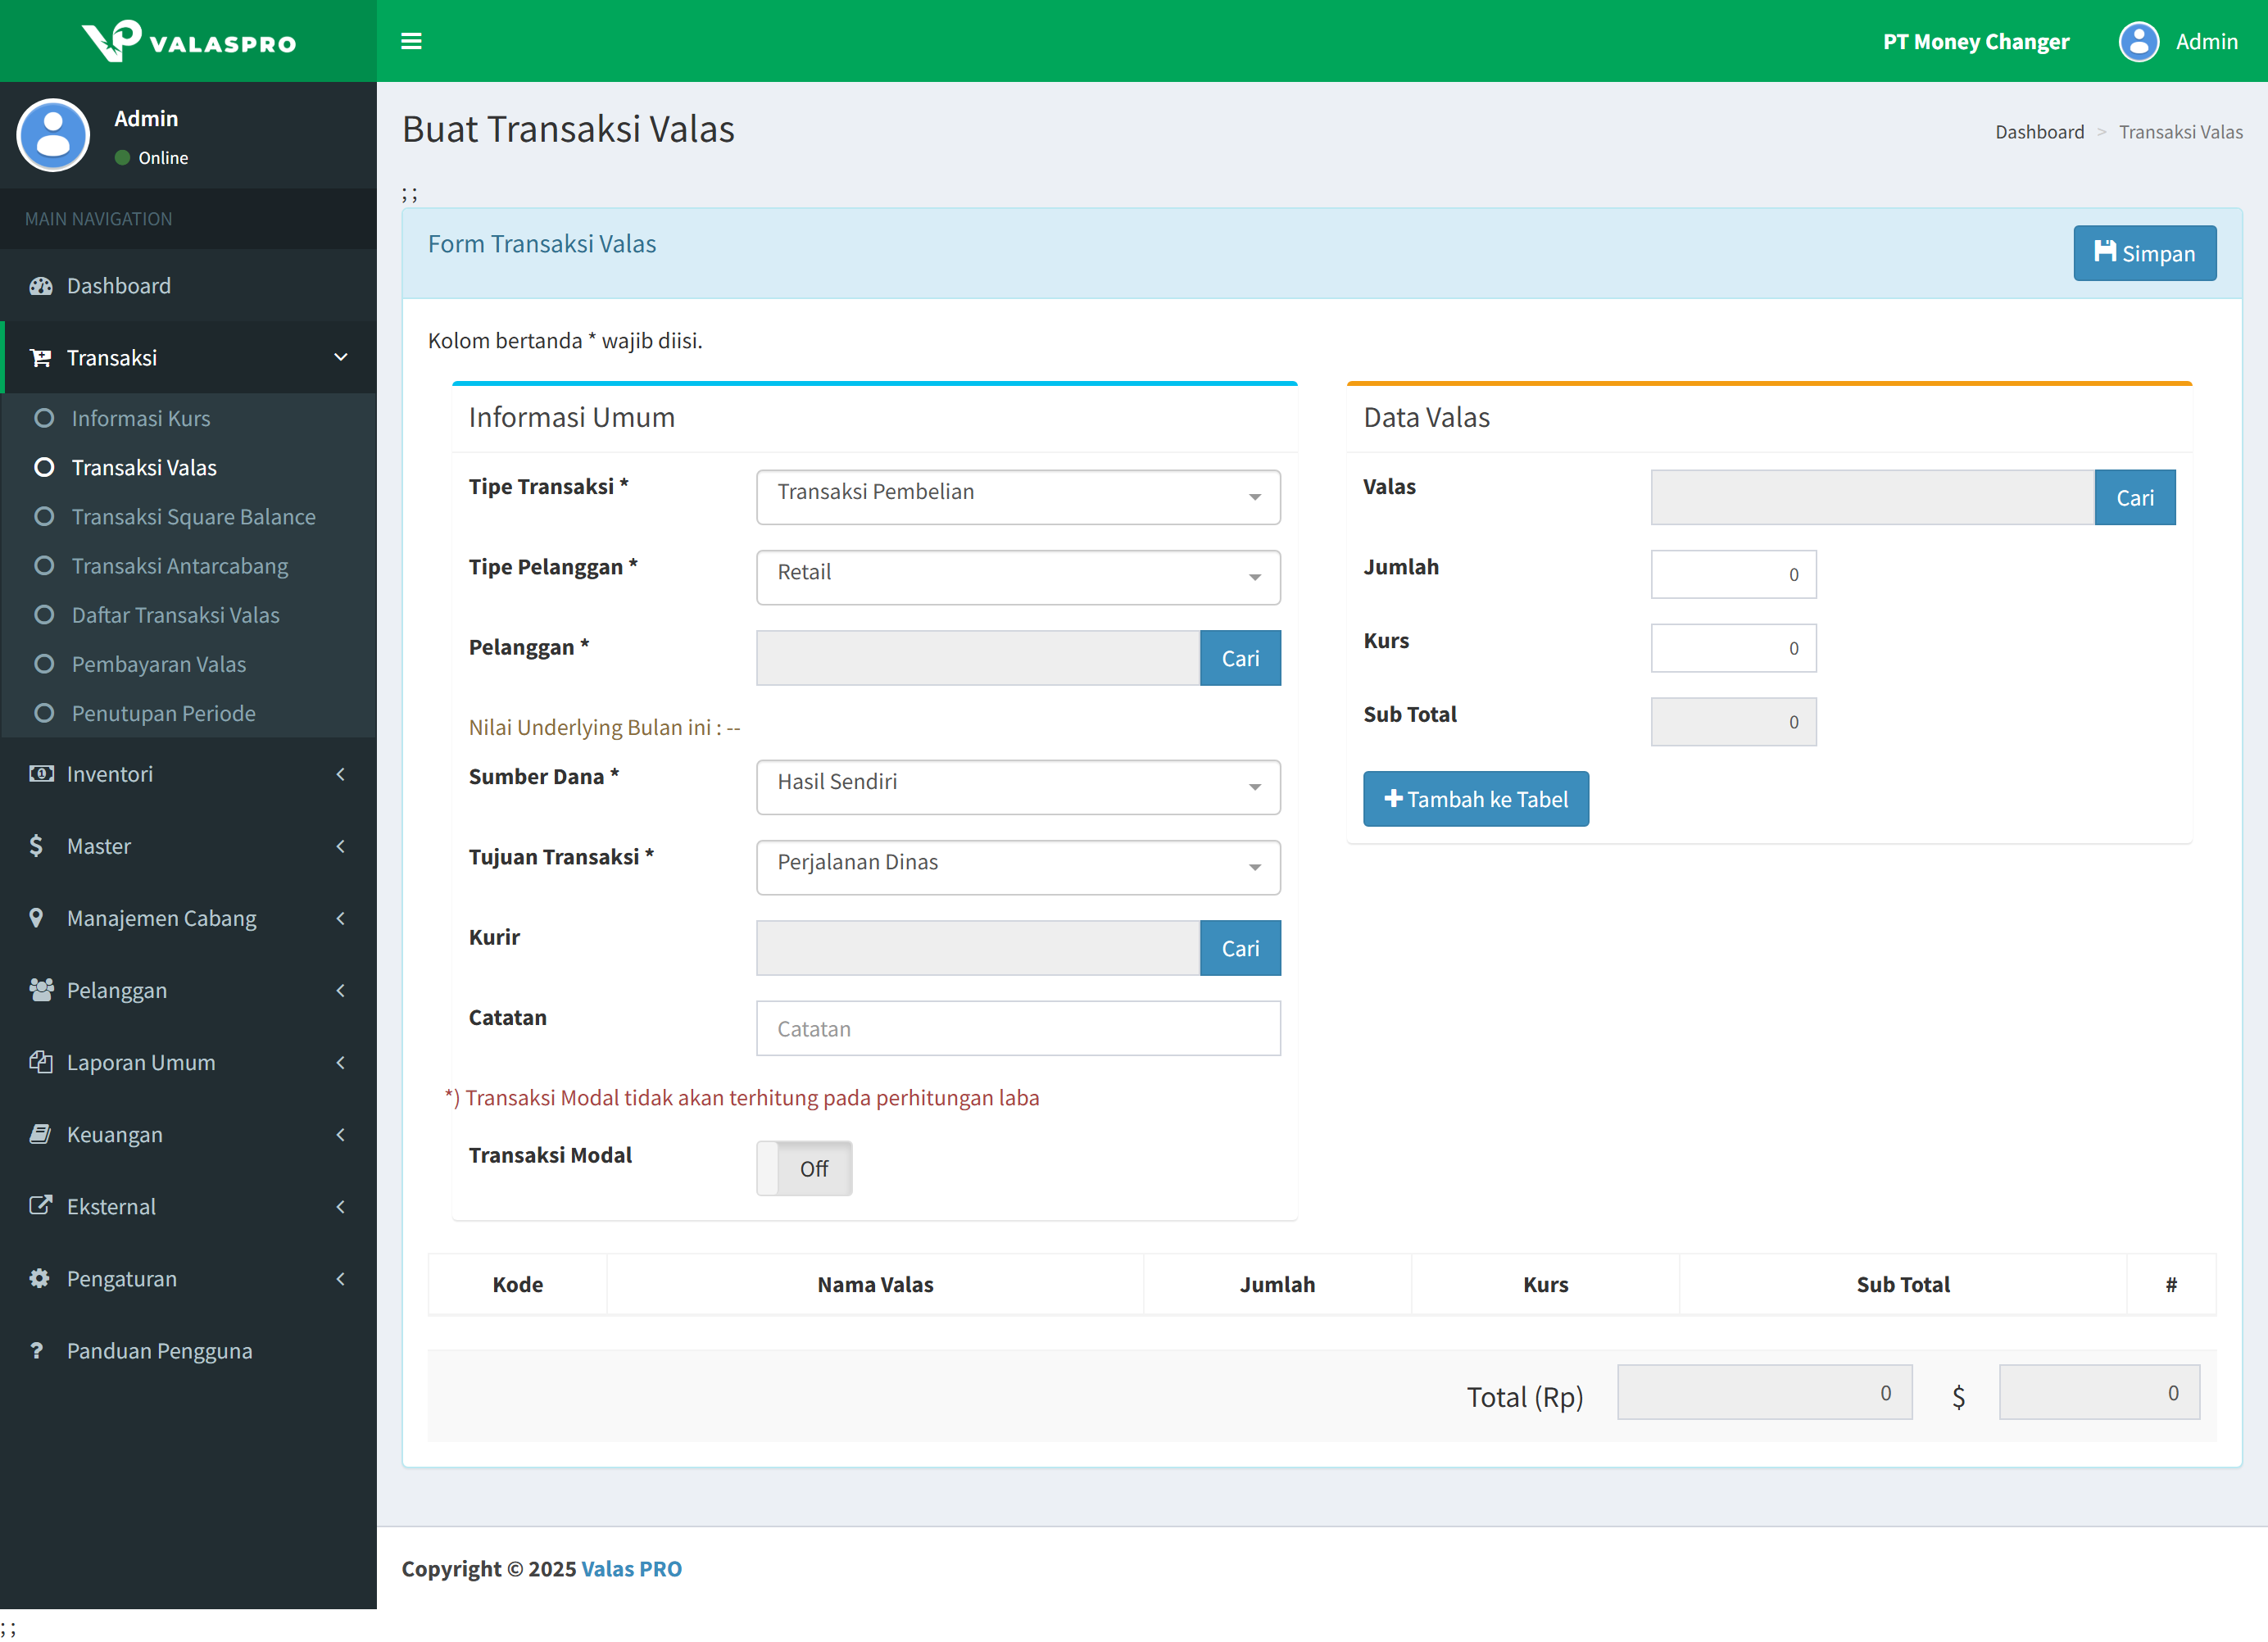 VALASPRO
PT Money Changer
Admin
Admin
Online
MAIN NAVIGATION
Dashboard
Transaksi
Informasi Kurs
Transaksi Valas
Transaksi Square Balance
Transaksi Antarcabang
Daftar Transaksi Valas
Pembayaran Valas
Penutupan Periode
Inventori
Master
Manajemen Cabang
Pelanggan
Laporan Umum
Keuangan
Eksternal
Pengaturan
Panduan Pengguna
Buat Transaksi Valas
Dashboard > Transaksi Valas
; ;
Form Transaksi Valas
Simpan
Kolom bertanda * wajib diisi.
Informasi Umum
Tipe Transaksi * Transaksi Pembelian
Tipe Pelanggan * Retail
Pelanggan * Cari
Nilai Underlying Bulan ini : --
Sumber Dana * Hasil Sendiri
Tujuan Transaksi * Perjalanan Dinas
Kurir Cari
Catatan Catatan
*) Transaksi Modal tidak akan terhitung pada perhitungan laba
Transaksi Modal Off
Data Valas
Valas Cari
Jumlah 0
Kurs 0
Sub Total 0
Tambah ke Tabel
Kode Nama Valas Jumlah Kurs Sub Total #
Total (Rp) 0 $ 0
Copyright © 2025 Valas PRO
; ;